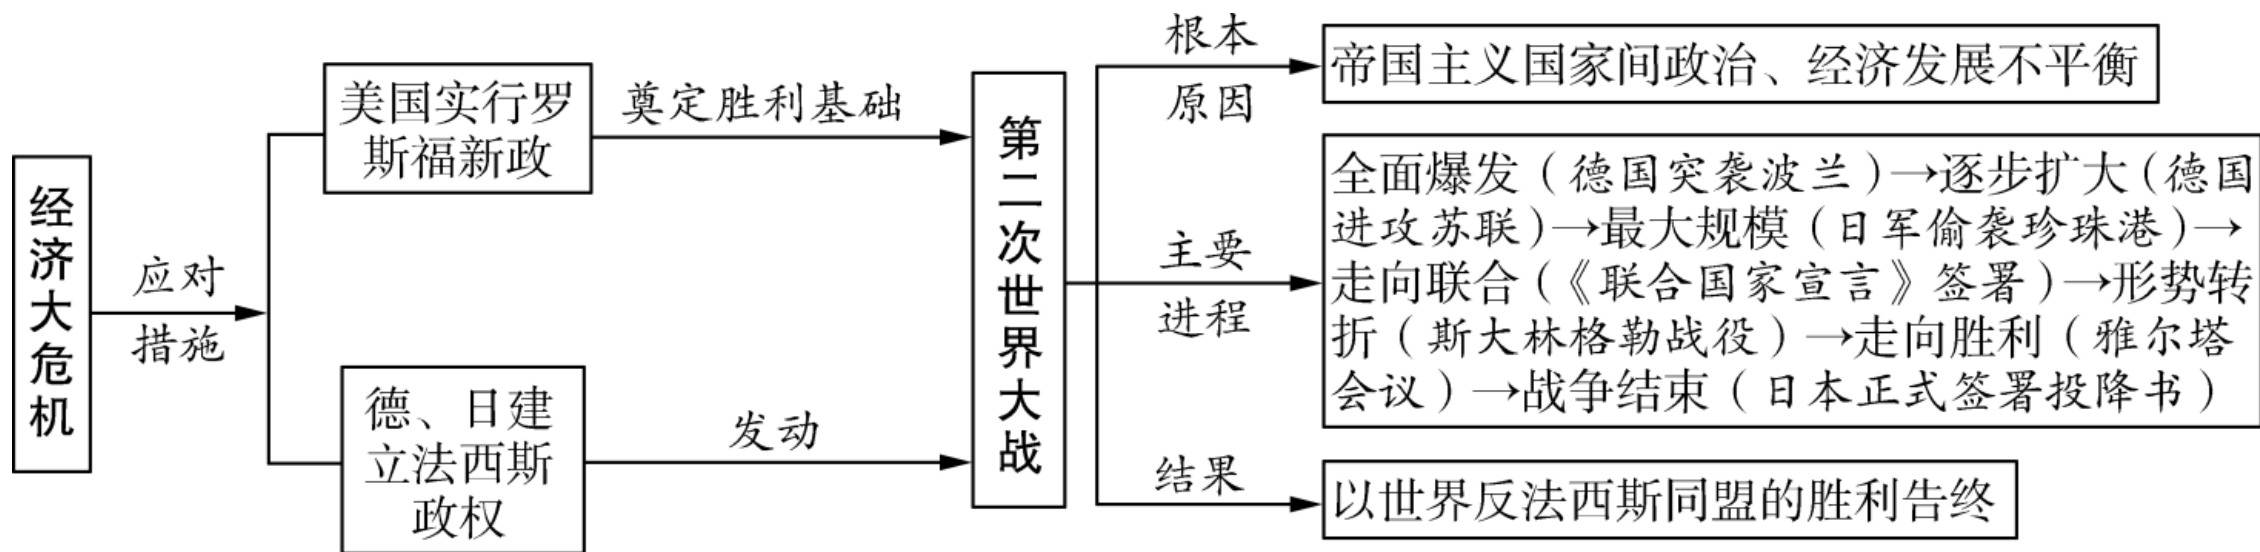 经济大危机
应对
措施
美国实行罗
斯福新政
奠定胜利基础
德、日建
立法西斯
政权
发动
第二次世界大战
根本
原因
帝国主义国家间政治、经济发展不平衡
主要
进程
全面爆发（德国突袭波兰）→逐步扩大（德国
进攻苏联）→最大规模（日军偷袭珍珠港）→
走向联合（《联合国家宣言》签署）→形势转
折（斯大林格勒战役）→走向胜利（雅尔塔
会议）→战争结束（日本正式签署投降书）
结果
以世界反法西斯同盟的胜利告终